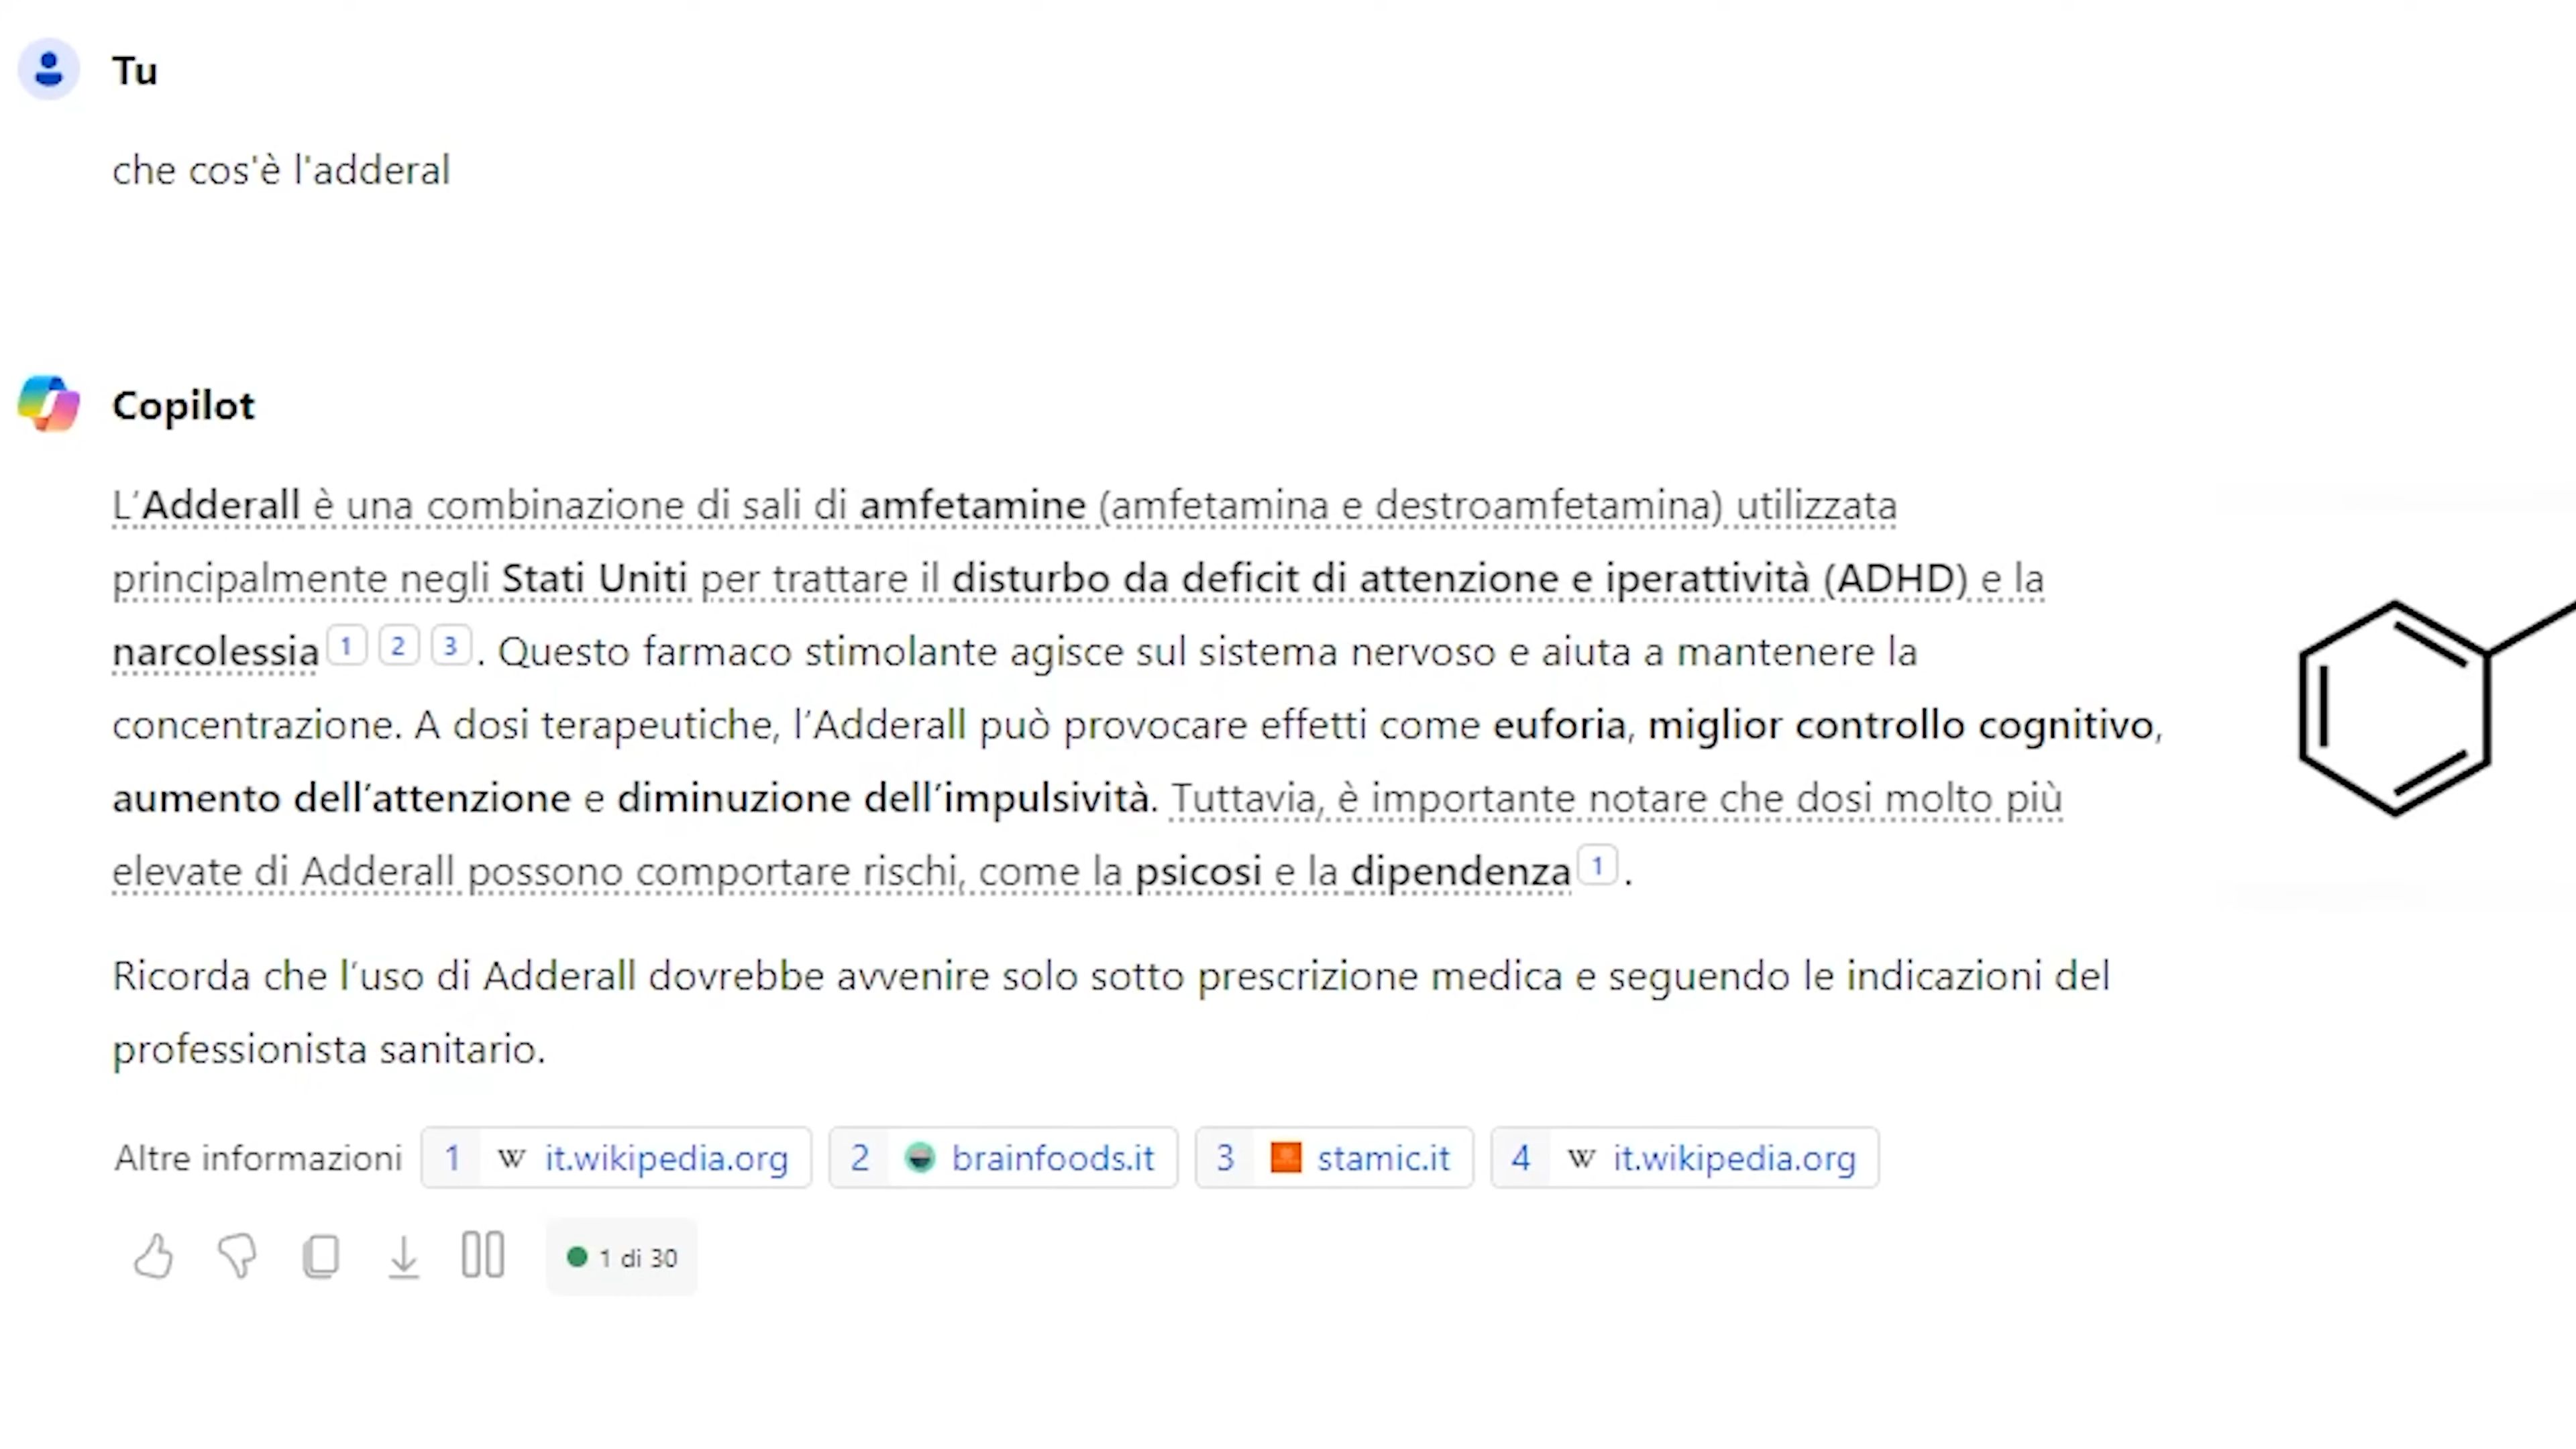 Tu
che cos'è l'adderal
Copilot
L'Adderall è una combinazione di sali di amfetamine (amfetamina e destroamfetamina) utilizzata
principalmente negli Stati Uniti per trattare il disturbo da deficit di attenzione e iperattività (ADHD) e la
narcolessia 1 2 3. Questo farmaco stimolante agisce sul sistema nervoso e aiuta a mantenere la
concentrazione. A dosi terapeutiche, l'Adderall può provocare effetti come euforia, miglior controllo cognitivo,
aumento dell'attenzione e diminuzione dell'impulsività. Tuttavia, è importante notare che dosi molto più
elevate di Adderall possono comportare rischi, come la psicosi e la dipendenza 1.
Ricorda che l'uso di Adderall dovrebbe avvenire solo sotto prescrizione medica e seguendo le indicazioni del
professionista sanitario.
Altre informazioni 1 W it.wikipedia.org 2 brainfoods.it 3 stamic.it 4 W it.wikipedia.org
1 di 30